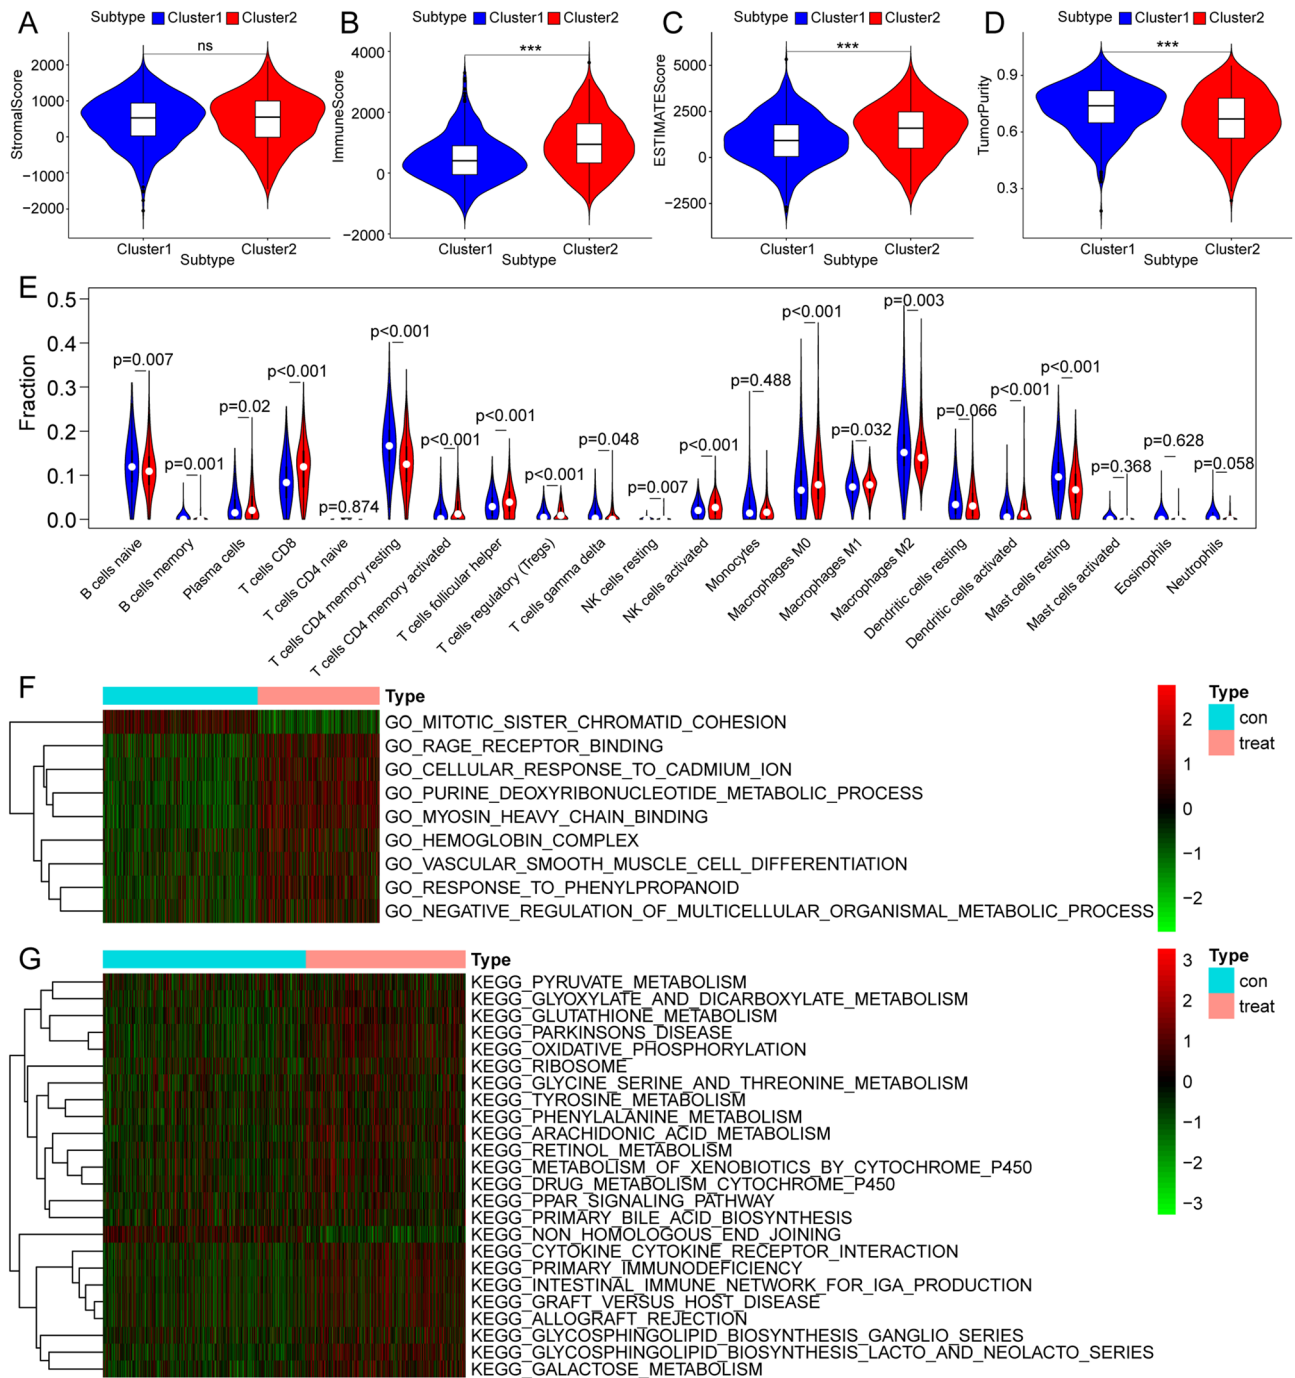 A
Subtype Cluster1 Cluster2
ns
StromalScore
2000
1000
0
−1000
−2000
Cluster1 Cluster2
Subtype
B
Subtype Cluster1 Cluster2
***
ImmuneScore
4000
2000
0
−2000
Cluster1 Cluster2
Subtype
C
Subtype Cluster1 Cluster2
***
ESTIMATEScore
5000
2500
0
−2500
Cluster1 Cluster2
Subtype
D
Subtype Cluster1 Cluster2
***
TumorPurity
0.9
0.6
0.3
Cluster1 Cluster2
Subtype
E
Fraction
0.5
0.4
0.3
0.2
0.1
0.0
p=0.007
p=0.001
p=0.02
p<0.001
p=0.874
p<0.001
p<0.001
p<0.001
p<0.001
p=0.048
p=0.007
p<0.001
p=0.488
p<0.001
p=0.032
p=0.003
p=0.066
p<0.001
p<0.001
p=0.368
p=0.628
p=0.058
B cells naive
B cells memory
Plasma cells
T cells CD8
T cells CD4 naive
T cells CD4 memory resting
T cells CD4 memory activated
T cells follicular helper
T cells regulatory (Tregs)
T cells gamma delta
NK cells resting
NK cells activated
Monocytes
Macrophages M0
Macrophages M1
Macrophages M2
Dendritic cells resting
Dendritic cells activated
Mast cells resting
Mast cells activated
Eosinophils
Neutrophils
F
Type
GO_MITOTIC_SISTER_CHROMATID_COHESION
GO_RAGE_RECEPTOR_BINDING
GO_CELLULAR_RESPONSE_TO_CADMIUM_ION
GO_PURINE_DEOXYRIBONUCLEOTIDE_METABOLIC_PROCESS
GO_MYOSIN_HEAVY_CHAIN_BINDING
GO_HEMOGLOBIN_COMPLEX
GO_VASCULAR_SMOOTH_MUSCLE_CELL_DIFFERENTIATION
GO_RESPONSE_TO_PHENYLPROPANOID
GO_NEGATIVE_REGULATION_OF_MULTICELLULAR_ORGANISMAL_METABOLIC_PROCESS
2
1
0
−1
−2
Type
con
treat
G
Type
KEGG_PYRUVATE_METABOLISM
KEGG_GLYOXYLATE_AND_DICARBOXYLATE_METABOLISM
KEGG_GLUTATHIONE_METABOLISM
KEGG_PARKINSONS_DISEASE
KEGG_OXIDATIVE_PHOSPHORYLATION
KEGG_RIBOSOME
KEGG_GLYCINE_SERINE_AND_THREONINE_METABOLISM
KEGG_TYROSINE_METABOLISM
KEGG_PHENYLALANINE_METABOLISM
KEGG_ARACHIDONIC_ACID_METABOLISM
KEGG_RETINOL_METABOLISM
KEGG_METABOLISM_OF_XENOBIOTICS_BY_CYTOCHROME_P450
KEGG_DRUG_METABOLISM_CYTOCHROME_P450
KEGG_PPAR_SIGNALING_PATHWAY
KEGG_PRIMARY_BILE_ACID_BIOSYNTHESIS
KEGG_NON_HOMOLOGOUS_END_JOINING
KEGG_CYTOKINE_CYTOKINE_RECEPTOR_INTERACTION
KEGG_PRIMARY_IMMUNODEFICIENCY
KEGG_INTESTINAL_IMMUNE_NETWORK_FOR_IGA_PRODUCTION
KEGG_GRAFT_VERSUS_HOST_DISEASE
KEGG_ALLOGRAFT_REJECTION
KEGG_GLYCOSPHINGOLIPID_BIOSYNTHESIS_GANGLIO_SERIES
KEGG_GLYCOSPHINGOLIPID_BIOSYNTHESIS_LACTO_AND_NEOLACTO_SERIES
KEGG_GALACTOSE_METABOLISM
3
2
1
0
−1
−2
−3
Type
con
treat